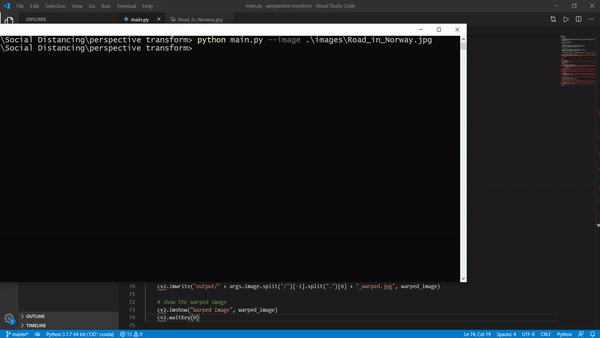 File Edit Selection View Go Run Terminal Help
main.py - perspective transform - Visual Studio Code
EXPLORER
main.py
Road_in_Norway.jpg
\Social Distancing\perspective transform> python main.py --image .\images\Road_in_Norway.jpg
\Social Distancing\perspective transform>
70
cv2.imwrite("output/" + args.image.split("/")[-1].split(".")[0] + "_warped.jpg", warped_image)
71
72 # show the warped image
73 cv2.imshow("Warped Image", warped_image)
74 cv2.waitKey(0)
75
OUTLINE
TIMELINE
master* Python 3.7.7 64-bit ('OD': conda) Ln 74, Col 19 Spaces: 4 UTF-8 CRLF Python